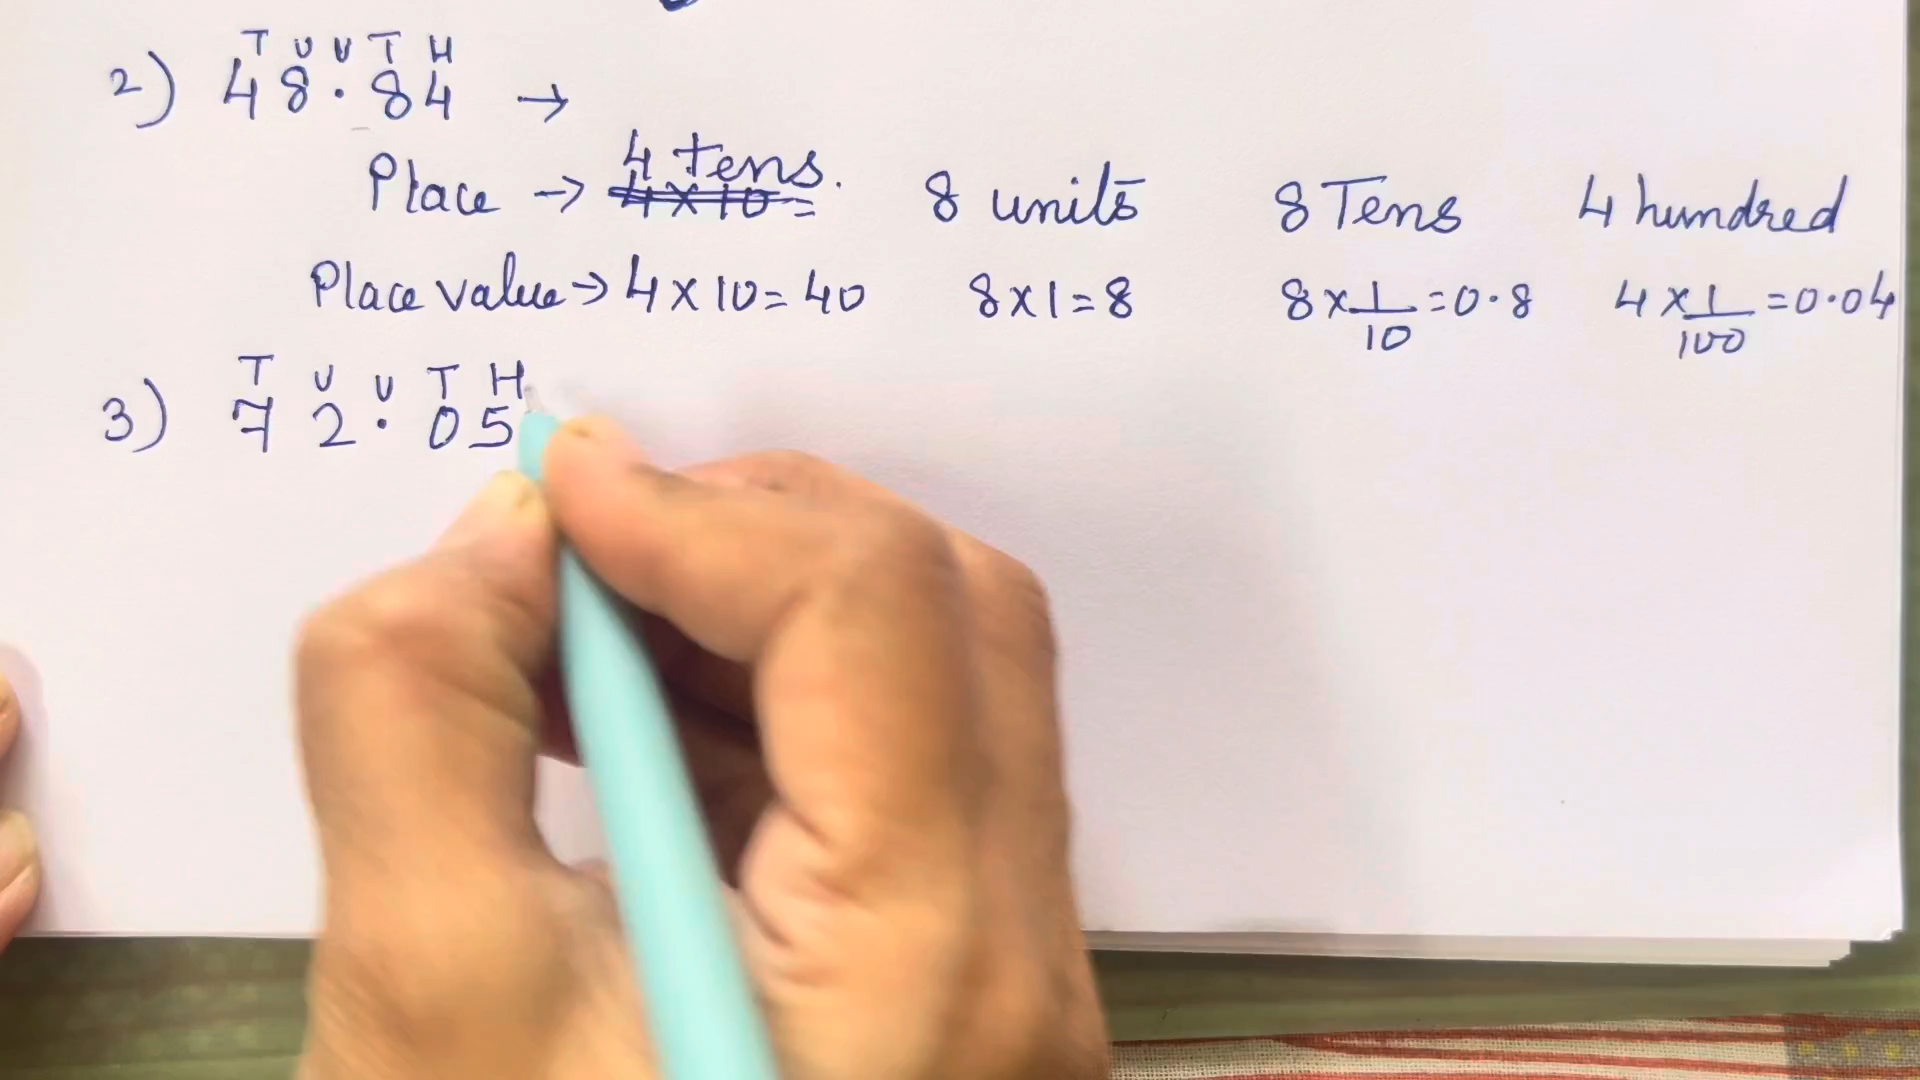 T U U T H
2) 48.84 →
4 tens.
Place → 4×10= 8 units 8 Tens 4 hundred
Place value → 4×10=40 8×1=8 8×1/10=0.8 4×1/100=0.04
T U U T H
3) 72.05